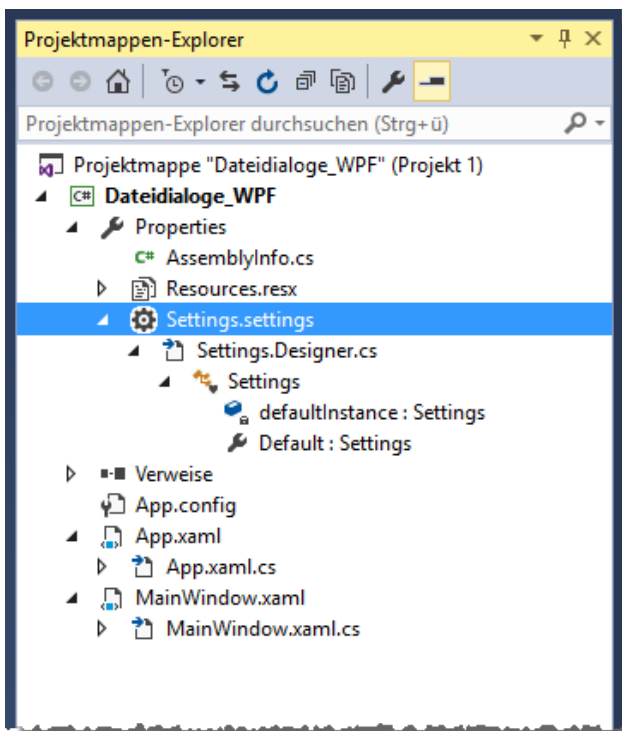 Projektmappen-Explorer
Projektmappen-Explorer durchsuchen (Strg+ü)
Projektmappe "Dateidialoge_WPF" (Projekt 1)
C# Dateidialoge_WPF
Properties
C# AssemblyInfo.cs
Resources.resx
Settings.settings
Settings.Designer.cs
Settings
defaultInstance : Settings
Default : Settings
Verweise
App.config
App.xaml
App.xaml.cs
MainWindow.xaml
MainWindow.xaml.cs